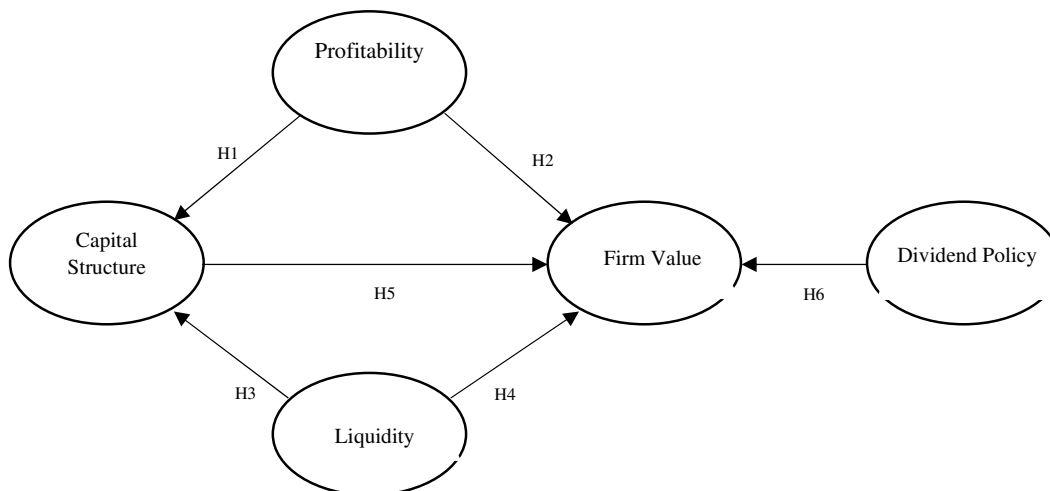 Profitability
H1
H2
Capital
Structure
Firm Value
Dividend Policy
H5
H6
H3
H4
Liquidity